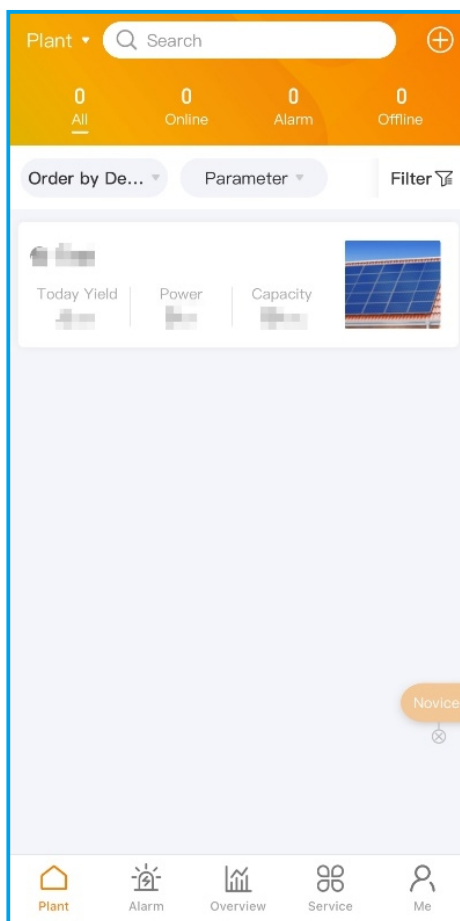 Plant Search
0 0 0 0
All Online Alarm Offline
Order by De... Parameter Filter
Today Yield Power Capacity
Novice
Plant Alarm Overview Service Me